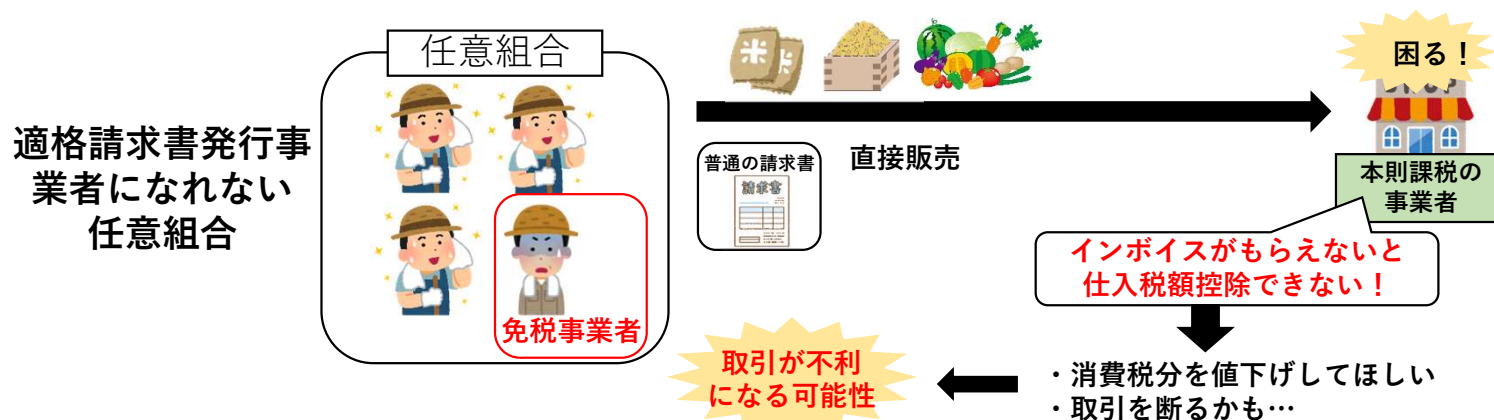 適格請求書発行事
業者になれない
任意組合
任意組合
免税事業者
米
米
普通の請求書
請求書
直接販売
困る！
本則課税の
事業者
インボイスがもらえないと
仕入税額控除できない！
・消費税分を値下げしてほしい
・取引を断るかも…
取引が不利
になる可能性